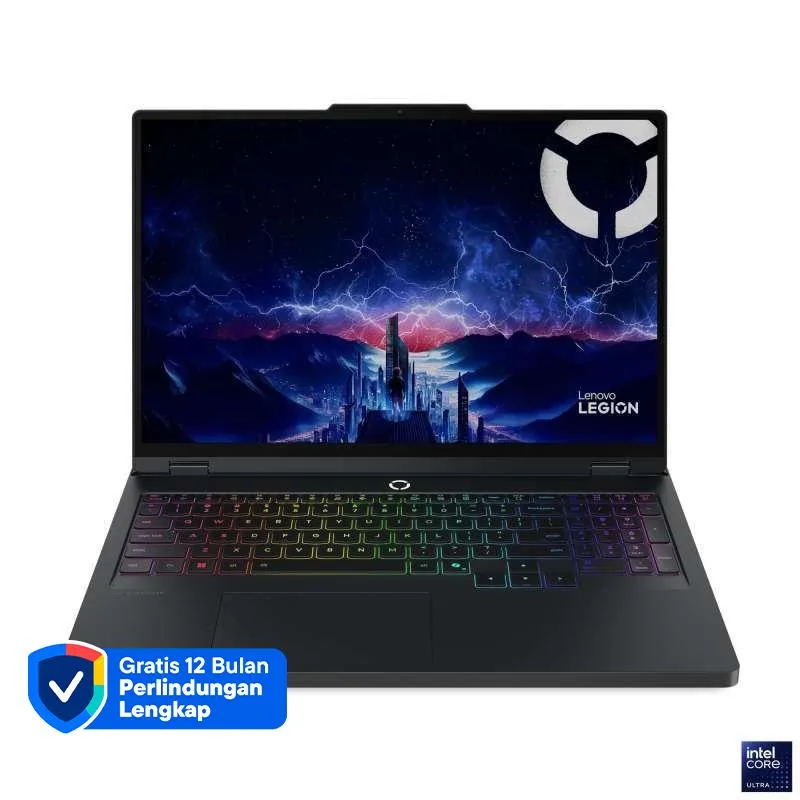 Lenovo
LEGION
Gratis 12 Bulan
Perlindungan
Lengkap
intel
CORE
ULTRA